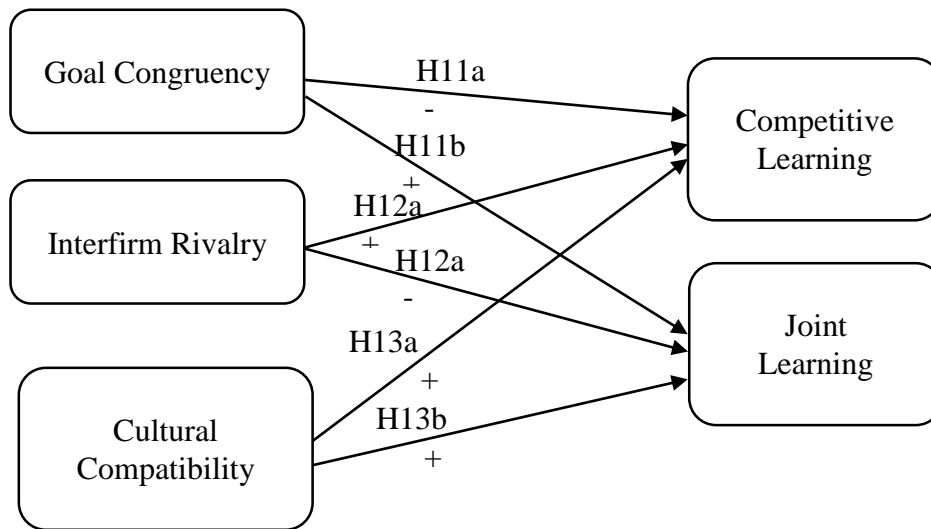 Goal Congruency
H11a
-
H11b
+
Competitive
Learning
Interfirm Rivalry
H12a
+
H12a
-
Joint
Learning
H13a
+
Cultural
Compatibility
H13b
+